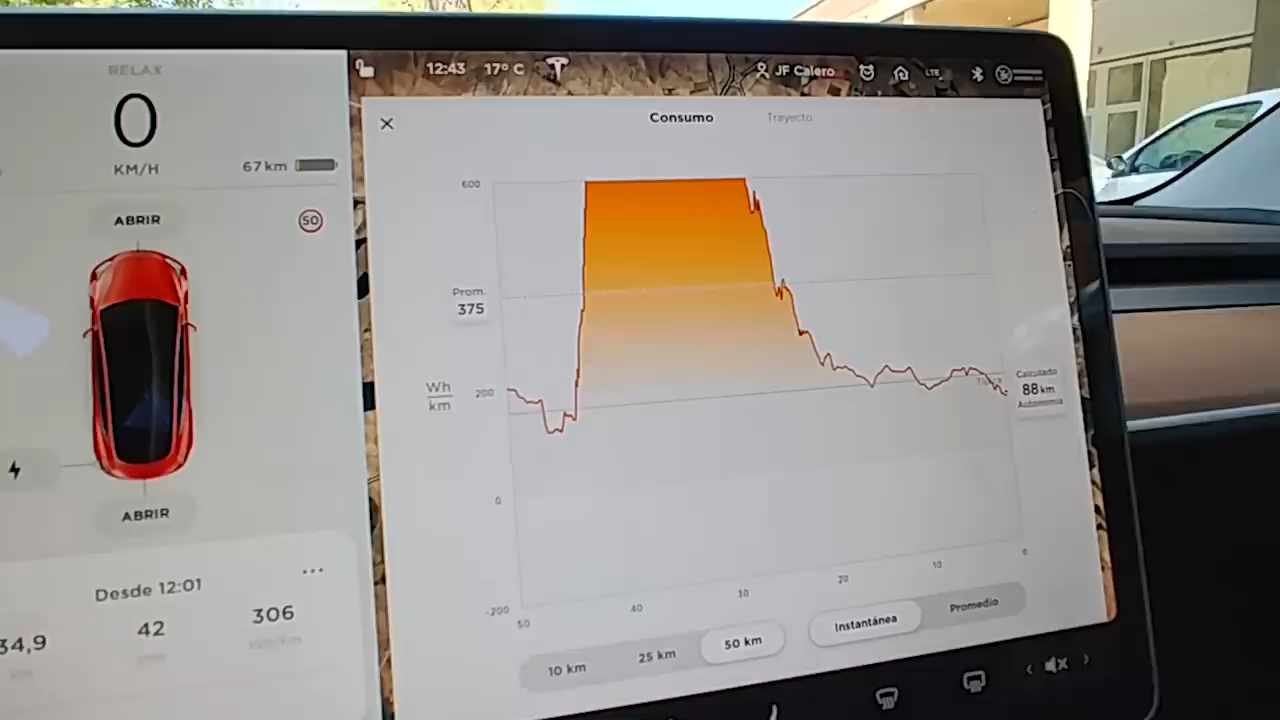 RELAX
0
KM/H
67 km
ABRIR
50
ABRIR
Desde 12:01
34,9
42
306
Wh/km
12:43 17° C
JF Calero
LTE
Consumo
Trayecto
600
Prom.
375
Wh
km
200
0
-200
50
40
30
20
10
0
Calculado
88 km
Autonomía
10 km
25 km
50 km
Instantánea
Promedio